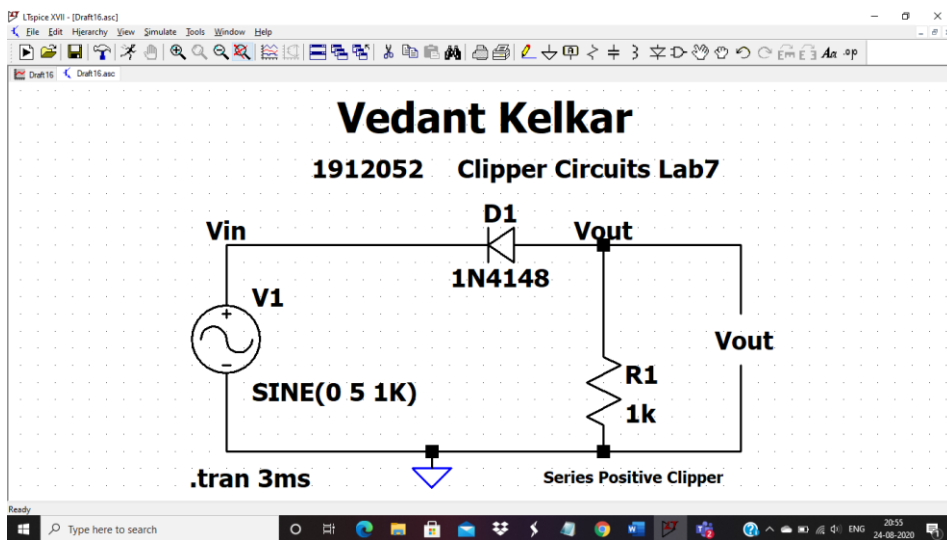 LTspice XVII - [Draft16.asc]
File Edit Hierarchy View Simulate Tools Window Help
Draft16 Draft16.asc
Vedant Kelkar
1912052 Clipper Circuits Lab7
D1
Vin Vout
1N4148
V1
Vout
R1
SINE(0 5 1K)
1k
.tran 3ms Series Positive Clipper
Ready
Type here to search
ENG
20:55
24-08-2020